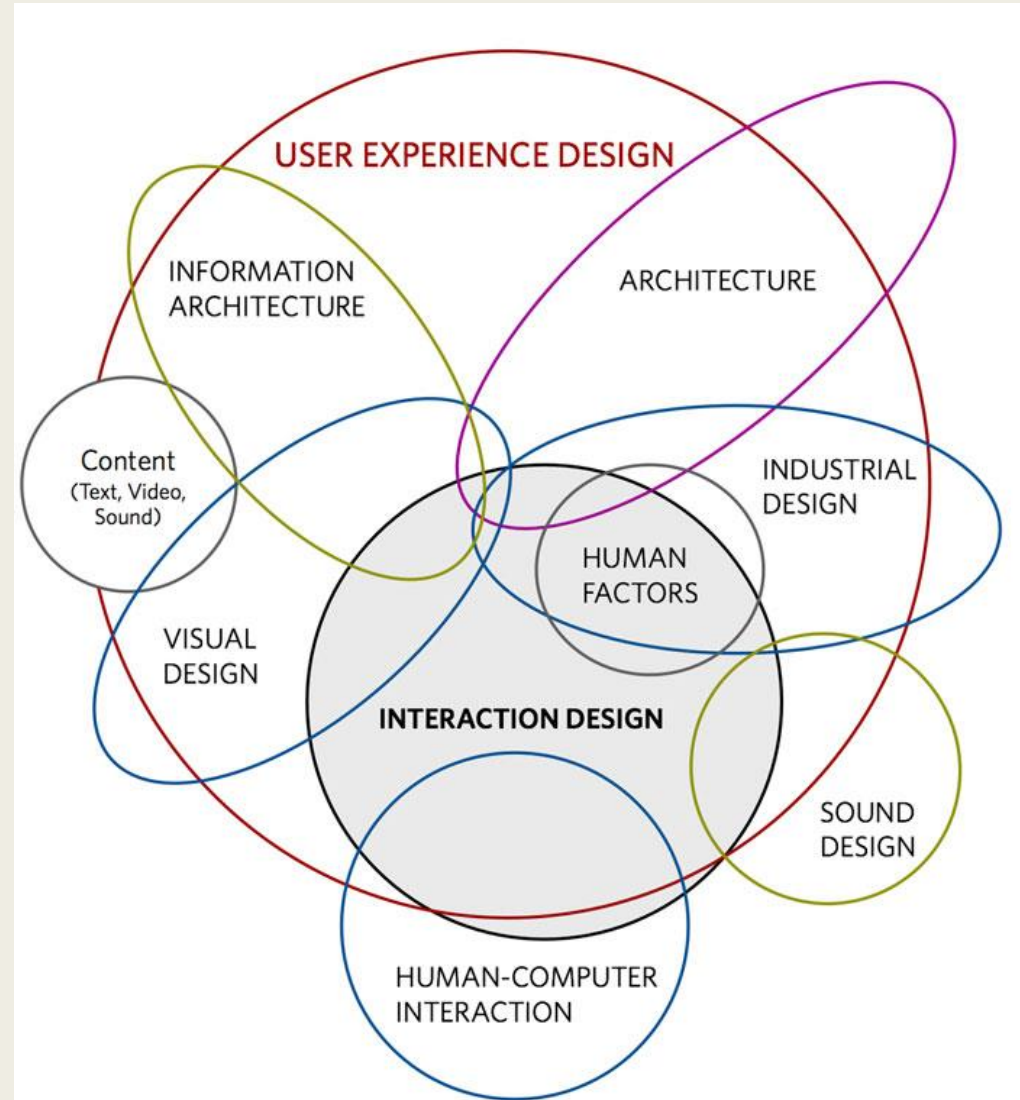 USER EXPERIENCE DESIGN
INFORMATION
ARCHITECTURE
ARCHITECTURE
Content
(Text, Video,
Sound)
INDUSTRIAL
DESIGN
HUMAN
FACTORS
VISUAL
DESIGN
INTERACTION DESIGN
SOUND
DESIGN
HUMAN-COMPUTER
INTERACTION